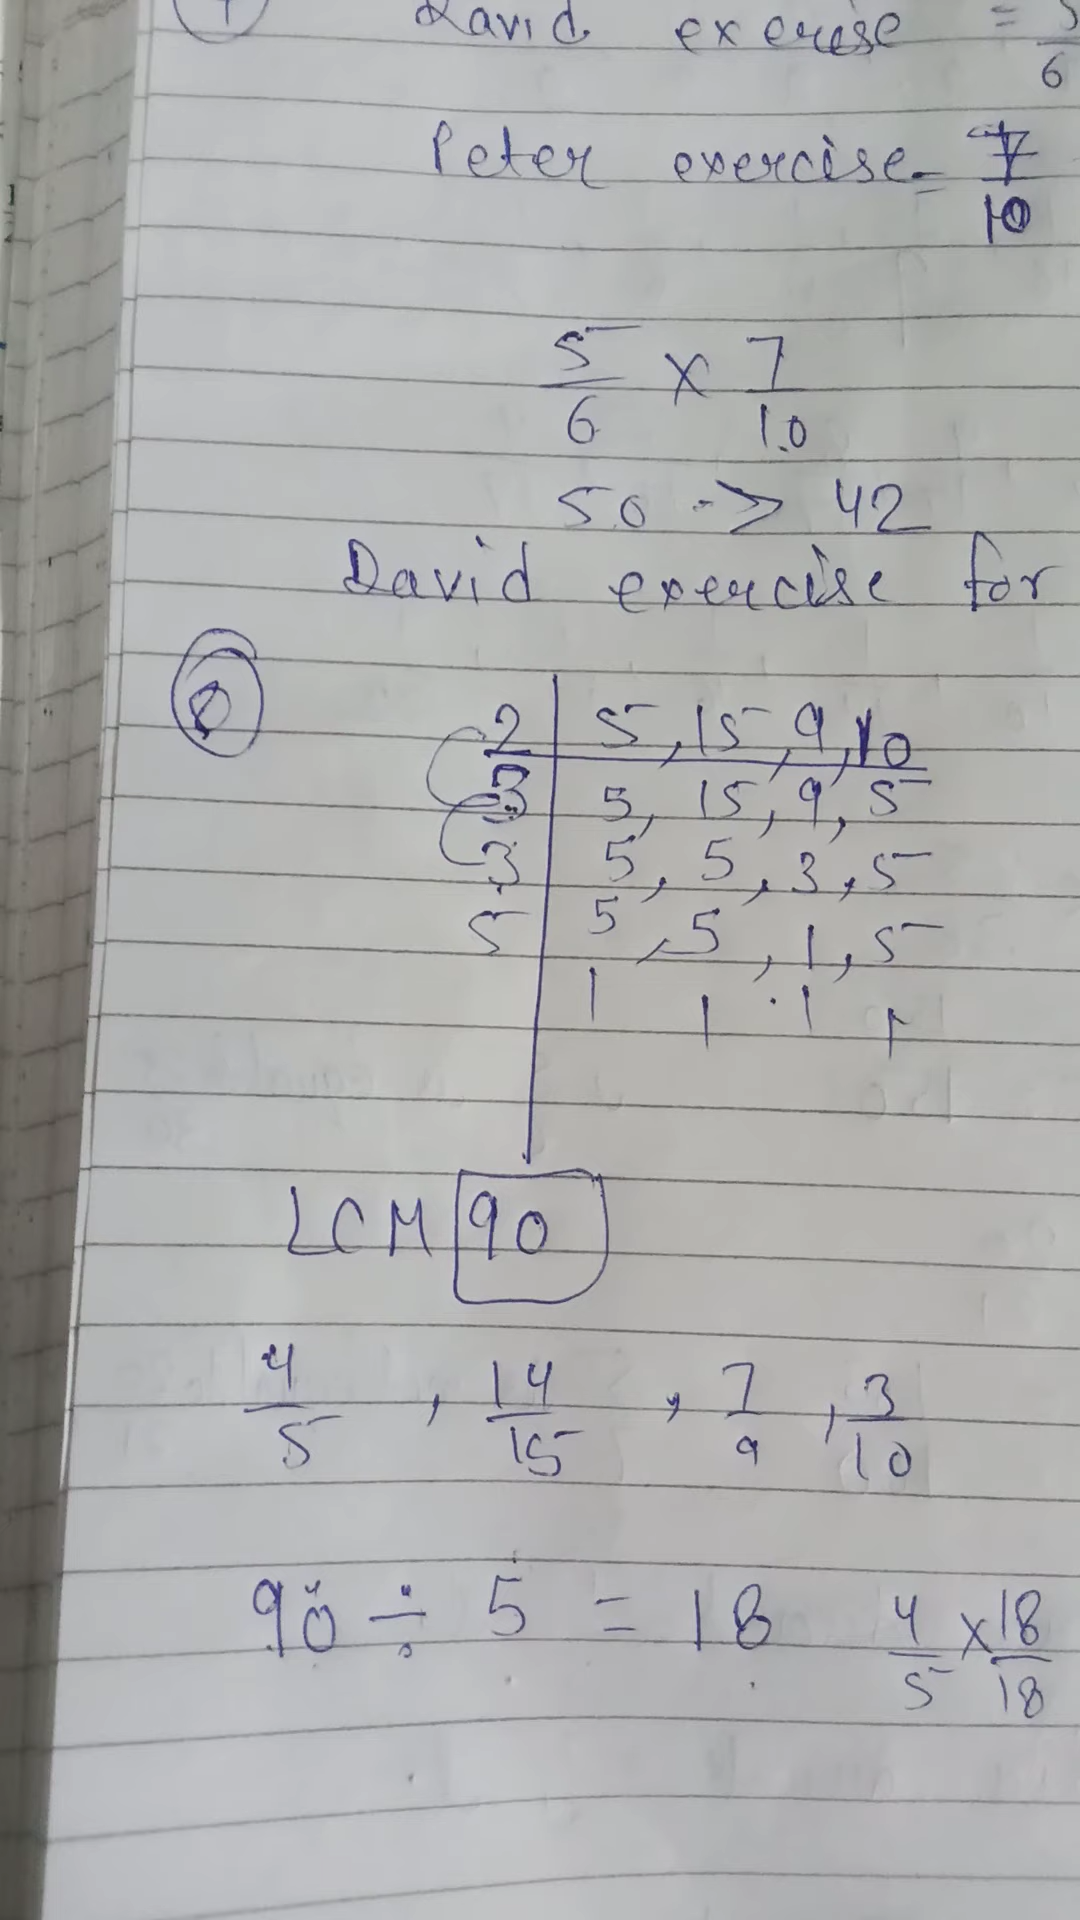 David exercise = 5/6
Peter exercise = 7/10
5/6 × 7/10
50 -> 42
David exercise for
2 | 5, 15, 9, 10
3 | 5, 15, 9, 5
3 | 5, 5, 3, 5
5 | 5, 5, 1, 5
1 1 1 1
LCM 90
4/5 , 14/15 , 7/9 , 3/10
90 ÷ 5 = 18 4/5 × 18/18